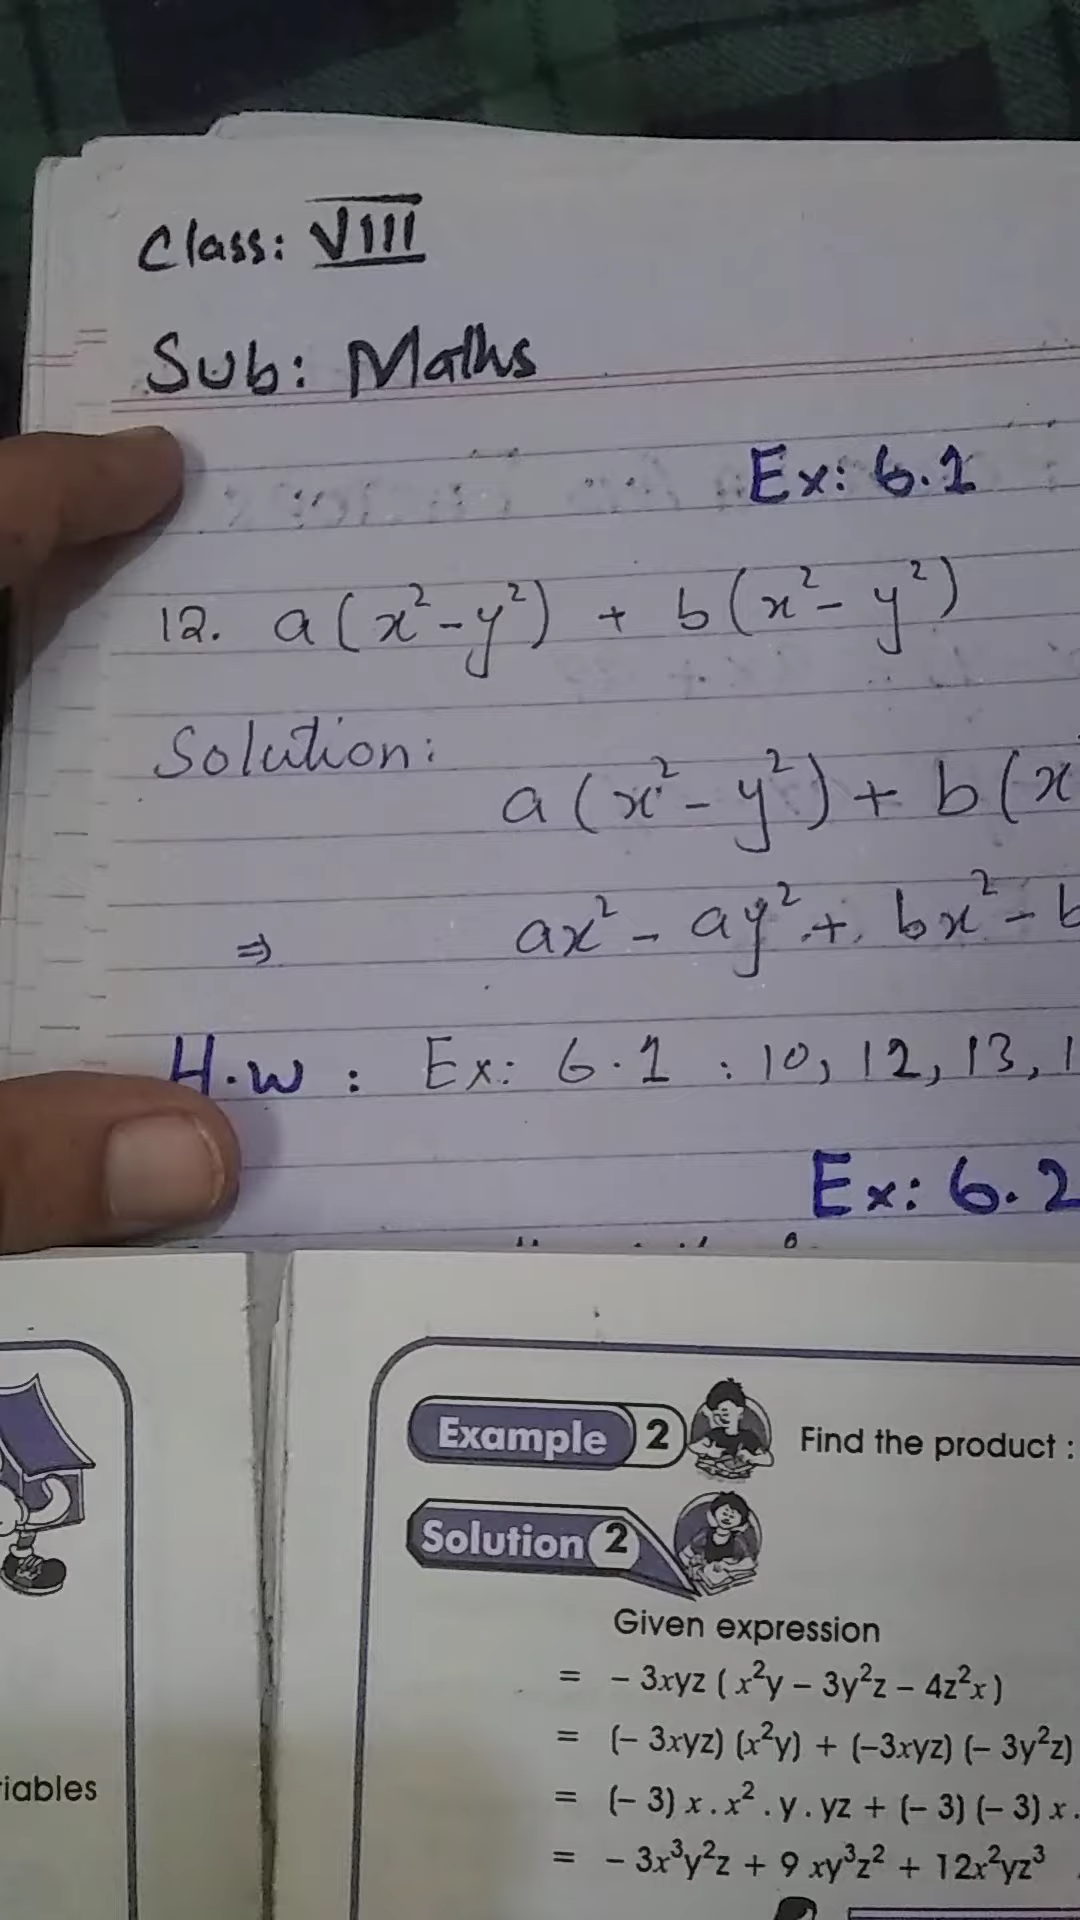 Class: VIII
Sub: Maths
Ex: 6.1
12. a(x²-y²) + b(x²-y²)
Solution:
a(x²-y²) + b(x
⇒ ax² - ay² + bx² - b
H.W : Ex: 6.1 : 10, 12, 13, 1
Ex: 6.2
Example 2 Find the product :
Solution 2
Given expression
= - 3xyz ( x²y – 3y²z – 4z²x )
= (– 3xyz) (x²y) + (–3xyz) (– 3y²z)
= (– 3) x . x² . y . yz + (– 3) (– 3) x .
= - 3x³y²z + 9 xy³z² + 12x²yz³
iables